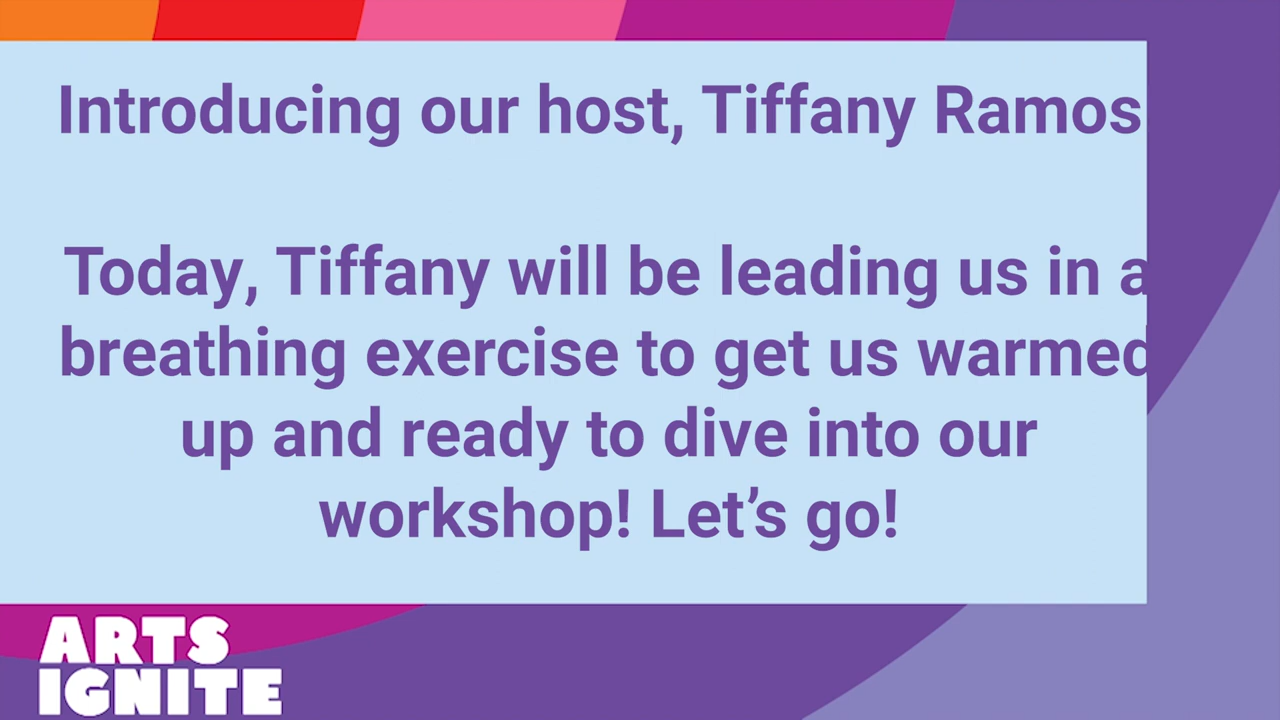 Introducing our host, Tiffany Ramos
Today, Tiffany will be leading us in a
breathing exercise to get us warmed
up and ready to dive into our
workshop! Let’s go!
ARTS
IGNITE